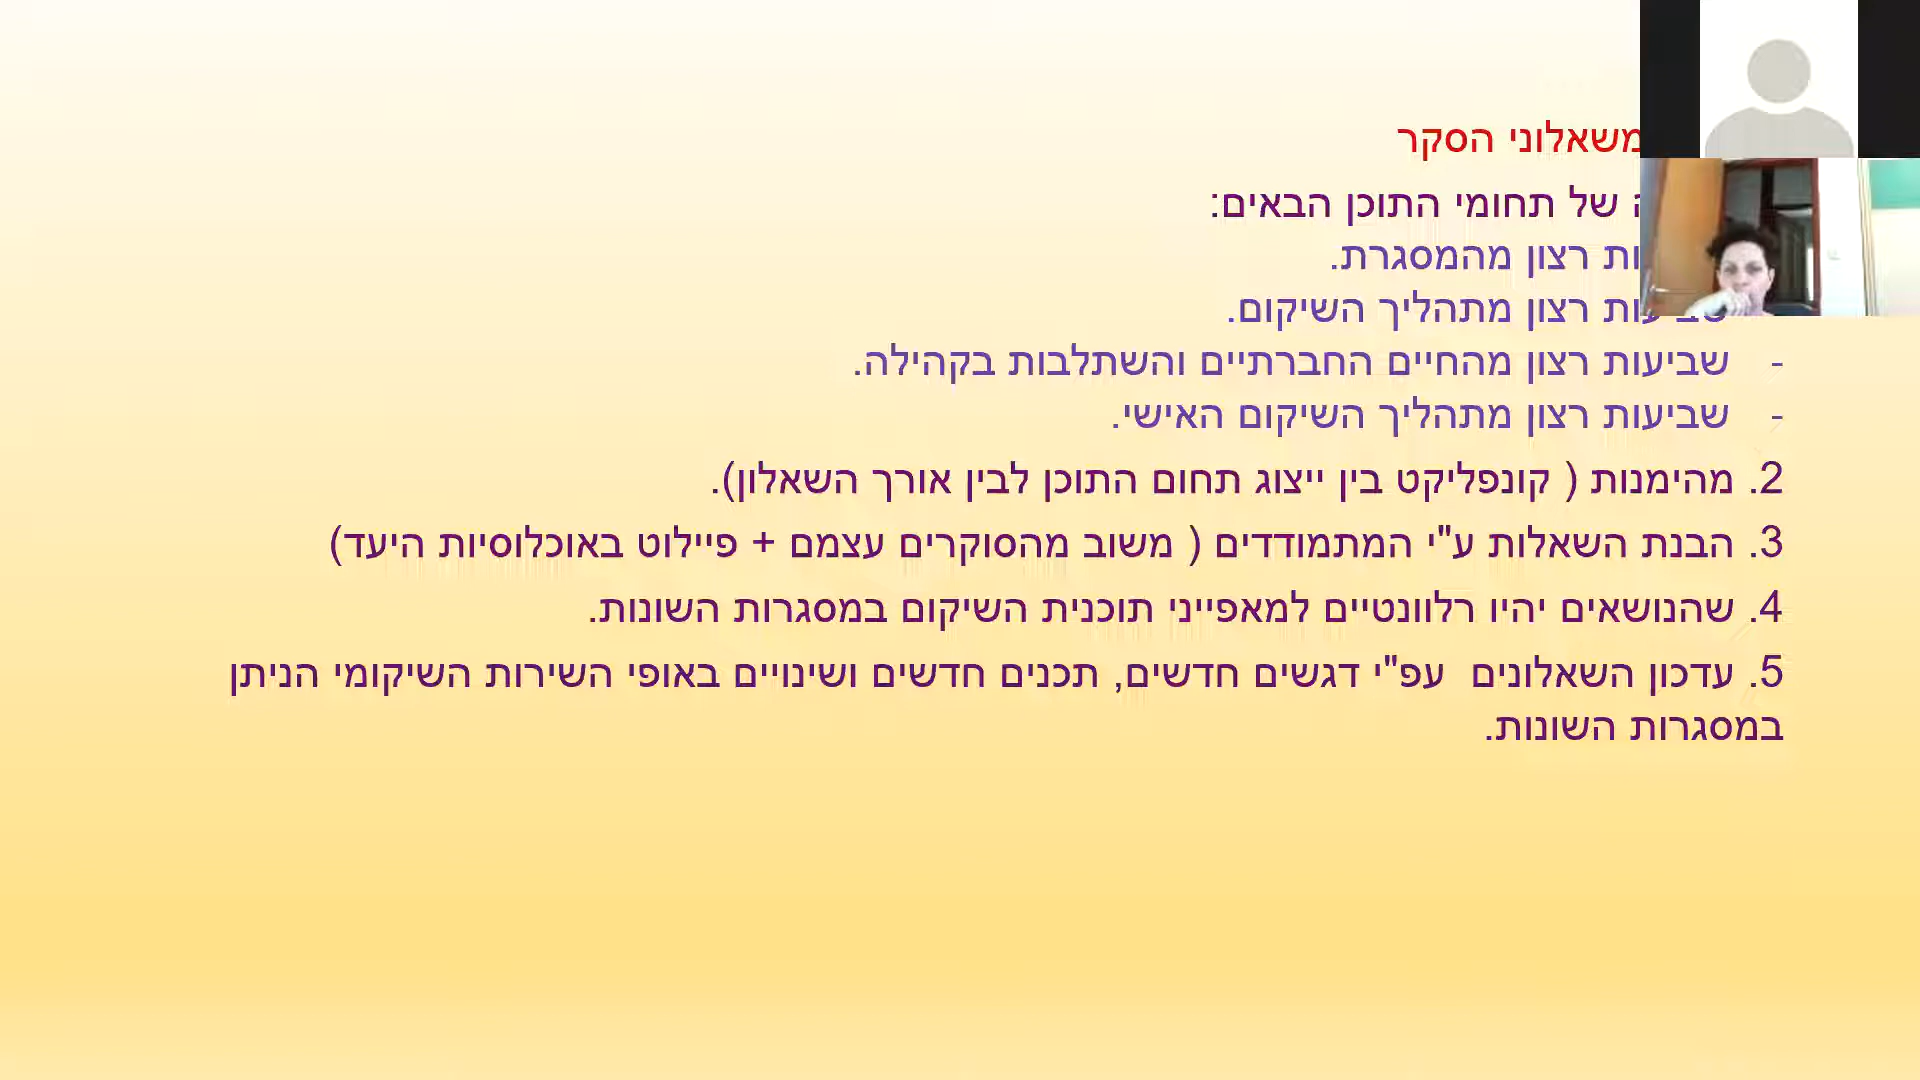 משאלוני הסקר
של תחומי התוכן הבאים:
רצון מהמסגרת.
רצון מתהליך השיקום.
- שביעות רצון מהחיים החברתיים והשתלבות בקהילה.
- שביעות רצון מתהליך השיקום האישי.
2. מהימנות ( קונפליקט בין ייצוג תחום התוכן לבין אורך השאלון).
3. הבנת השאלות ע"י המתמודדים ( משוב מהסוקרים עצמם + פיילוט באוכלוסיות היעד)
4. שהנושאים יהיו רלוונטיים למאפייני תוכנית השיקום במסגרות השונות.
5. עדכון השאלונים עפ"י דגשים חדשים, תכנים חדשים ושינויים באופי השירות השיקומי הניתן
במסגרות השונות.